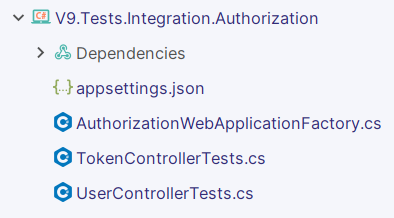 C# V9.Tests.Integration.Authorization
Dependencies
{..} appsettings.json
C# AuthorizationWebApplicationFactory.cs
C# TokenControllerTests.cs
C# UserControllerTests.cs